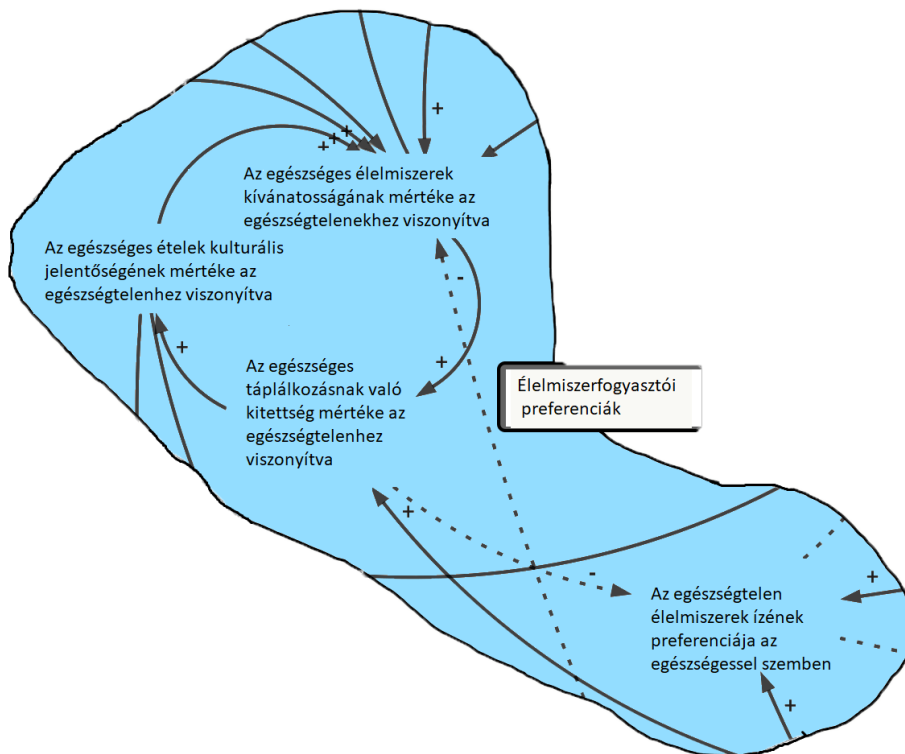 +
+
+
+
Az egészséges élelmiszerek
kívánatosságának mértéke az
egészségtelenekhez viszonyítva
Az egészséges ételek kulturális
jelentőségének mértéke az
egészségtelenhez viszonyítva
-
+
+
Az egészséges
táplálkozásnak való
kitettség mértéke az
egészségtelenhez
viszonyítva
Élelmiszerfogyasztói
preferenciák
+
-
+
Az egészségtelen
élelmiszerek ízének
preferenciája az
egészségessel szemben
+